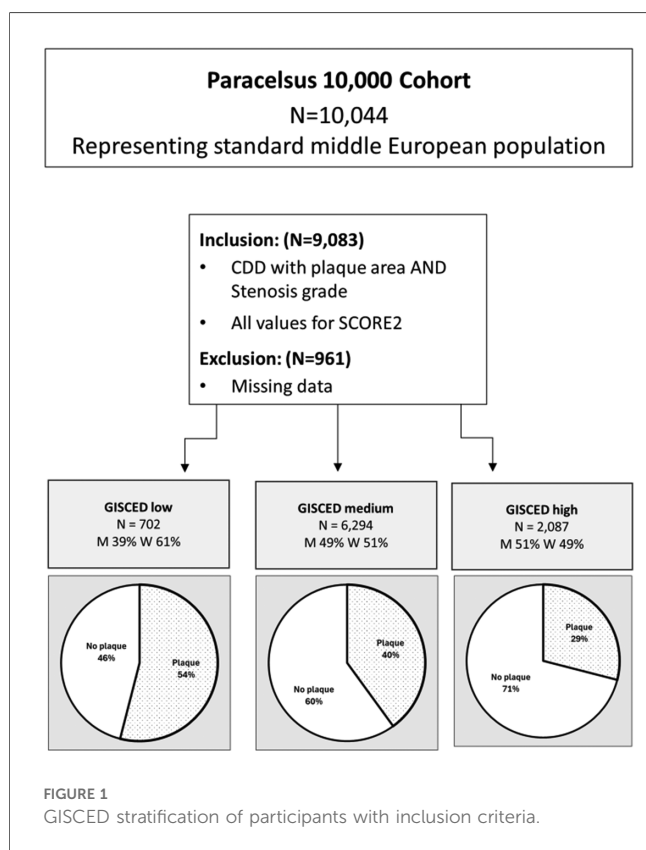 Paracelsus 10,000 Cohort
N=10,044
Representing standard middle European population
Inclusion: (N=9,083)
• CDD with plaque area AND
Stenosis grade
• All values for SCORE2
Exclusion: (N=961)
• Missing data
GISCED low
N = 702
M 39% W 61%
GISCED medium
N = 6,294
M 49% W 51%
GISCED high
N = 2,087
M 51% W 49%
No plaque
46%
Plaque
54%
No plaque
60%
Plaque
40%
No plaque
71%
Plaque
29%
FIGURE 1
GISCED stratification of participants with inclusion criteria.